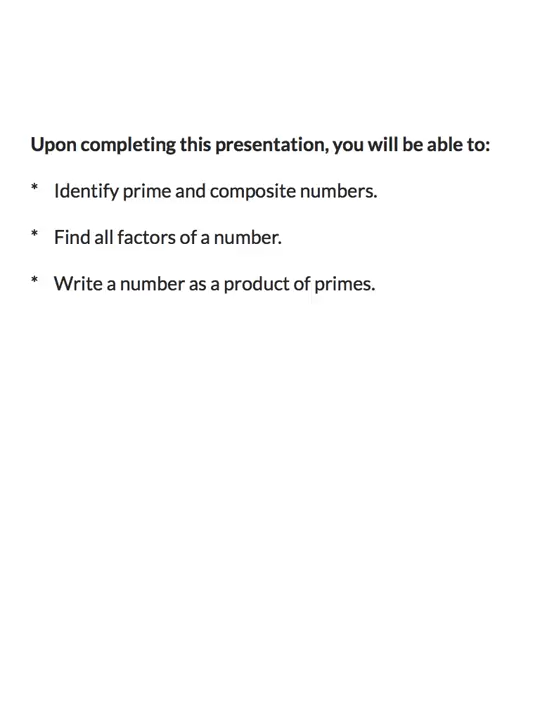 Upon completing this presentation, you will be able to:
* Identify prime and composite numbers.
* Find all factors of a number.
* Write a number as a product of primes.